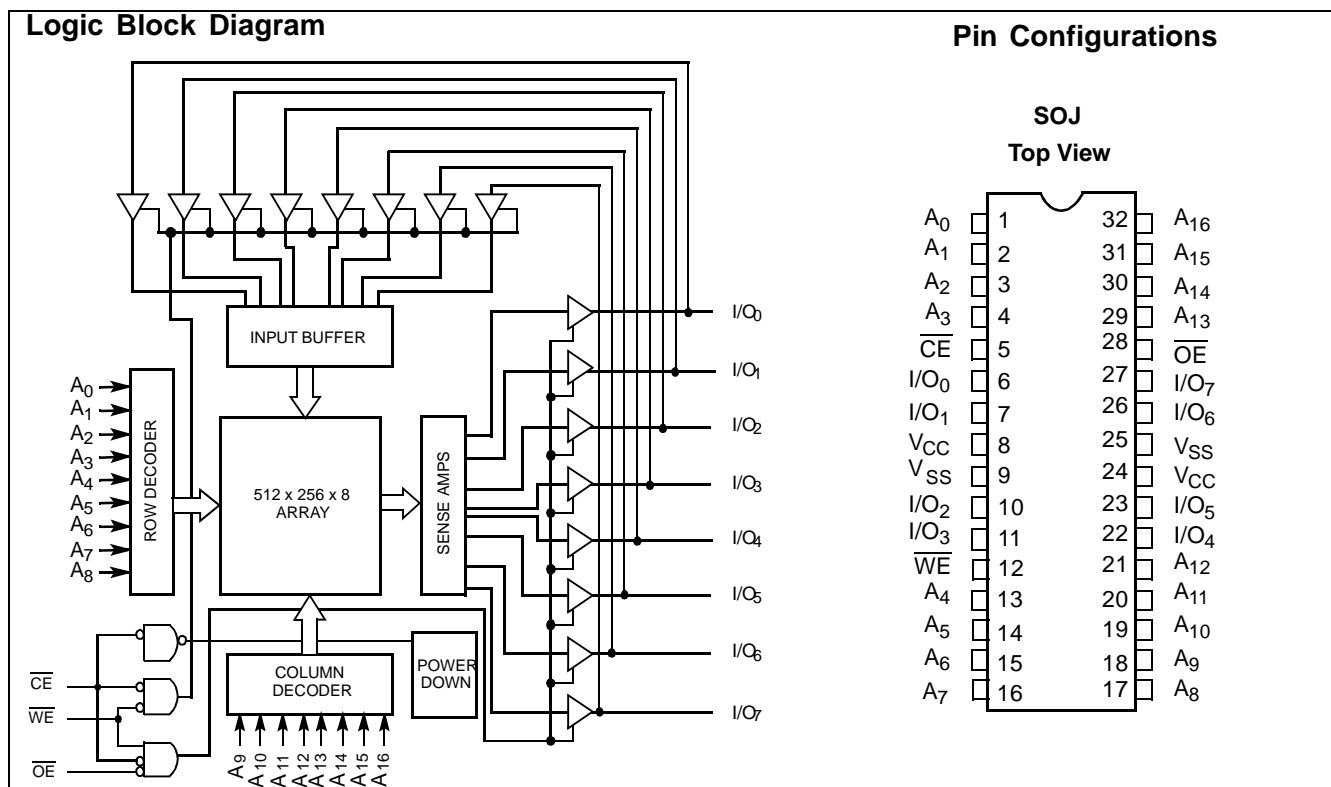 Logic Block Diagram
INPUT BUFFER
A0
A1
A2
A3
A4
A5
A6
A7
A8
ROW DECODER
512 x 256 x 8
ARRAY
SENSE AMPS
COLUMN
DECODER
POWER
DOWN
CE
WE
OE
A9
A10
A11
A12
A13
A14
A15
A16
I/O0
I/O1
I/O2
I/O3
I/O4
I/O5
I/O6
I/O7
Pin Configurations
SOJ
Top View
A0 1 32 A16
A1 2 31 A15
A2 3 30 A14
A3 4 29 A13
CE 5 28 OE
I/O0 6 27 I/O7
I/O1 7 26 I/O6
VCC 8 25 VSS
VSS 9 24 VCC
I/O2 10 23 I/O5
I/O3 11 22 I/O4
WE 12 21 A12
A4 13 20 A11
A5 14 19 A10
A6 15 18 A9
A7 16 17 A8